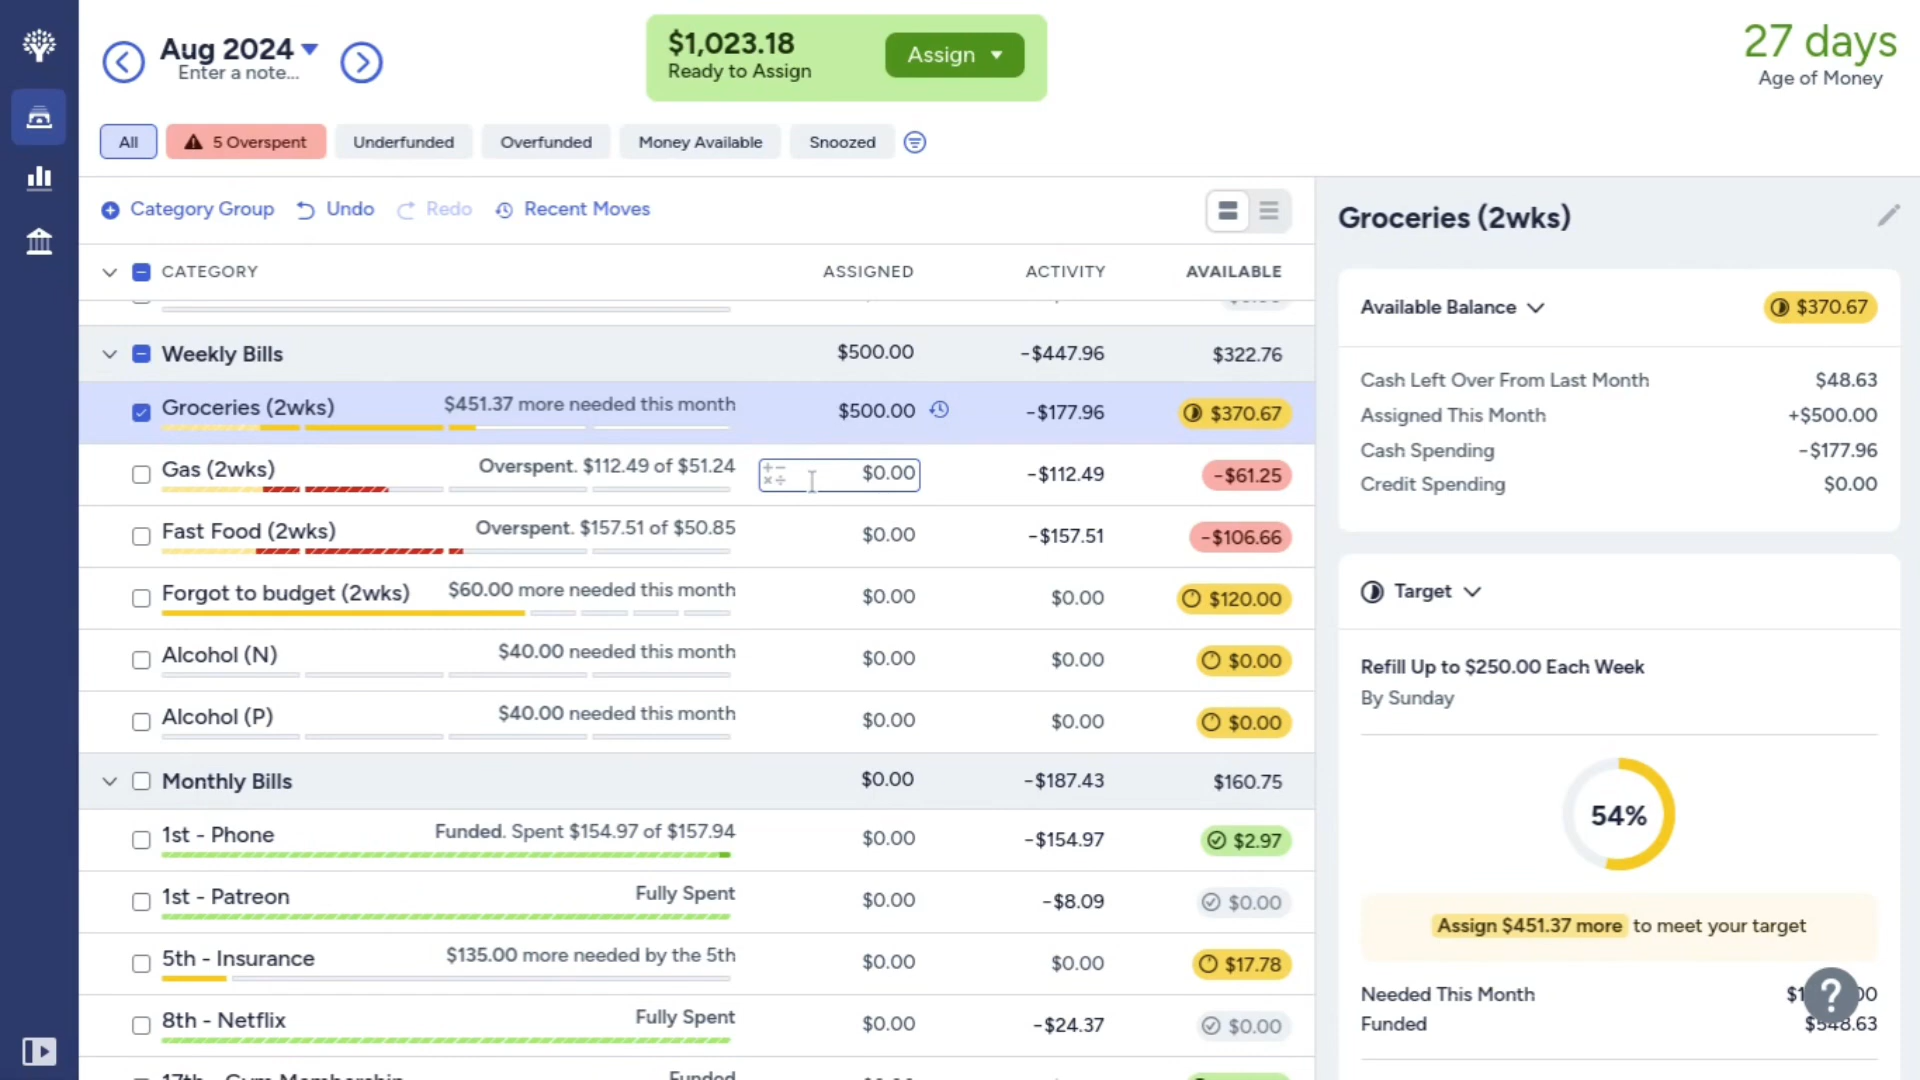 Aug 2024
Enter a note...
$1,023.18
Ready to Assign
Assign
27 days
Age of Money
All
5 Overspent
Underfunded
Overfunded
Money Available
Snoozed
Category Group
Undo
Redo
Recent Moves
CATEGORY ASSIGNED ACTIVITY AVAILABLE
Weekly Bills $500.00 -$447.96 $322.76
Groceries (2wks) $451.37 more needed this month $500.00 -$177.96 $370.67
Gas (2wks) Overspent. $112.49 of $51.24 $0.00 -$112.49 -$61.25
Fast Food (2wks) Overspent. $157.51 of $50.85 $0.00 -$157.51 -$106.66
Forgot to budget (2wks) $60.00 more needed this month $0.00 $0.00 $120.00
Alcohol (N) $40.00 needed this month $0.00 $0.00 $0.00
Alcohol (P) $40.00 needed this month $0.00 $0.00 $0.00
Monthly Bills $0.00 -$187.43 $160.75
1st - Phone Funded. Spent $154.97 of $157.94 $0.00 -$154.97 $2.97
1st - Patreon Fully Spent $0.00 -$8.09 $0.00
5th - Insurance $135.00 more needed by the 5th $0.00 $0.00 $17.78
8th - Netflix Fully Spent $0.00 -$24.37 $0.00
17th - Gym Membership Funded
Groceries (2wks)
Available Balance $370.67
Cash Left Over From Last Month $48.63
Assigned This Month +$500.00
Cash Spending -$177.96
Credit Spending $0.00
Target
Refill Up to $250.00 Each Week
By Sunday
54%
Assign $451.37 more to meet your target
Needed This Month
Funded $548.63
?